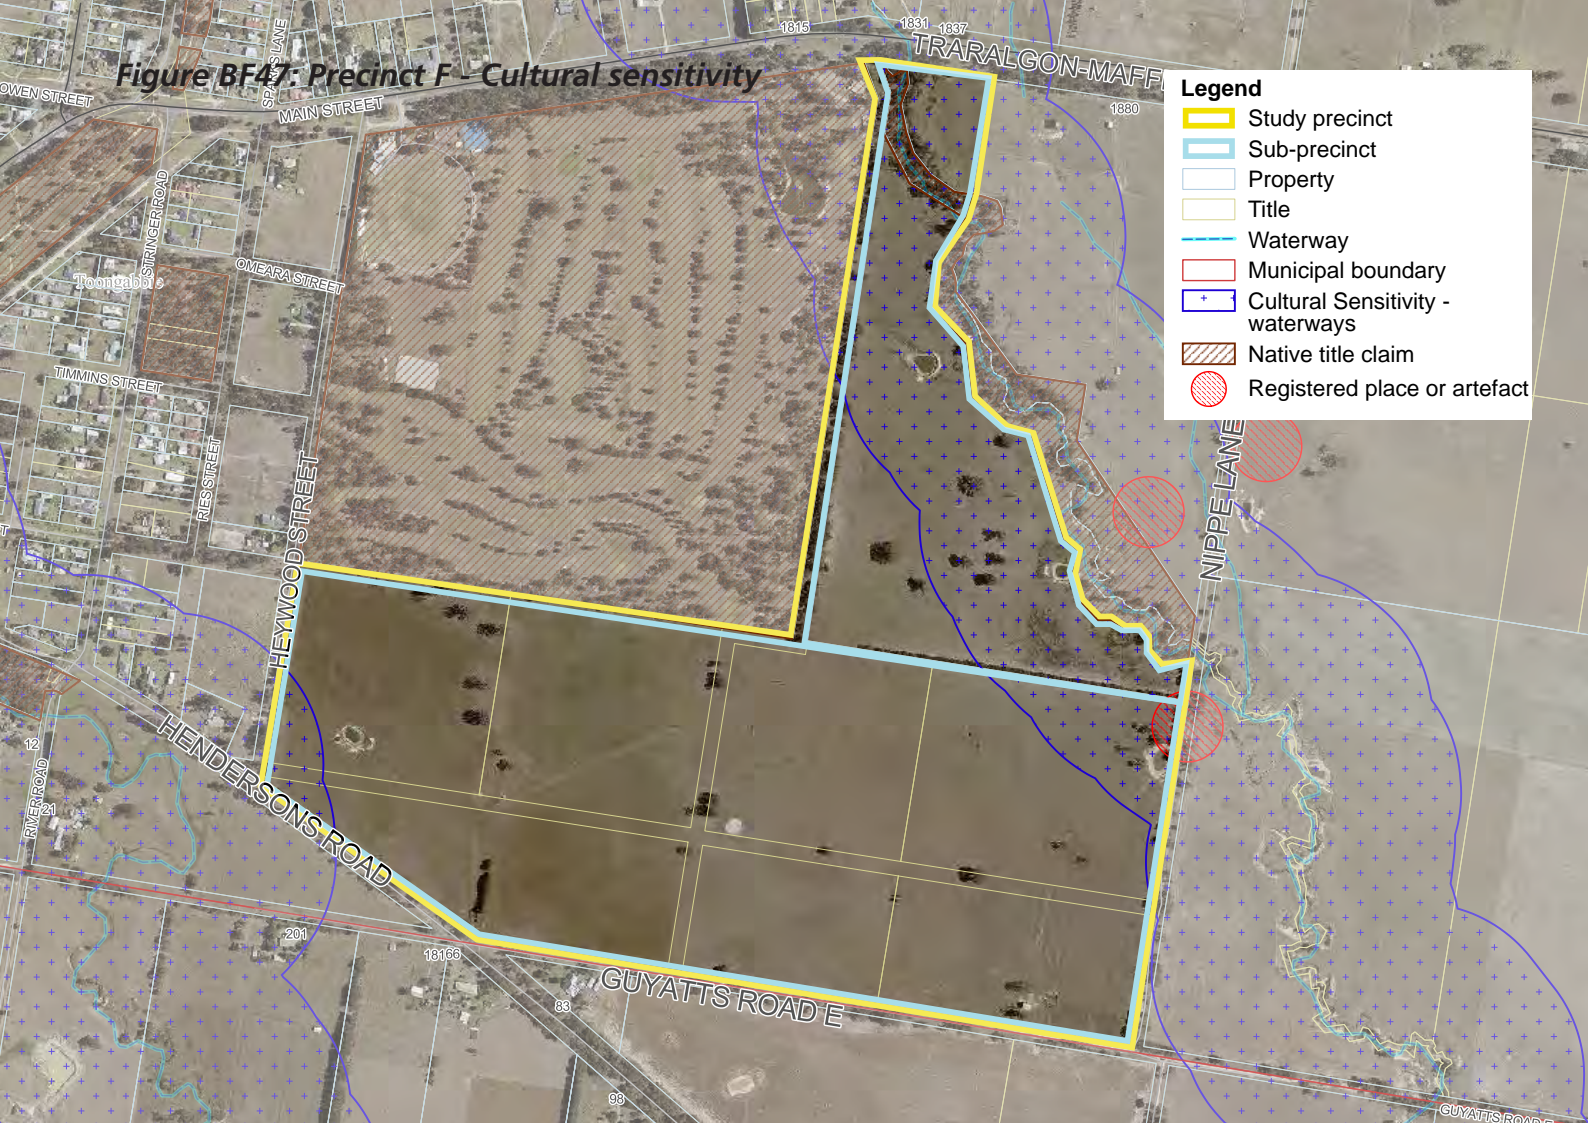 Figure BF47: Precinct F - Cultural sensitivity
1815
1831
1837
TRARALGON-MAFF
1880
OWEN STREET
SPARKS LANE
MAIN STREET
STRINGER ROAD
Toongabbie
OMEARA STREET
TIMMINS STREET
RIES STREET
HEYWOOD STREET
HENDERSONS ROAD
NIPPE LANE
12
21
RIVER ROAD
201
18166
83
98
GUYATTS ROAD E
GUYATTS ROAD E
T
Legend
Study precinct
Sub-precinct
Property
Title
Waterway
Municipal boundary
Cultural Sensitivity -
waterways
Native title claim
Registered place or artefact